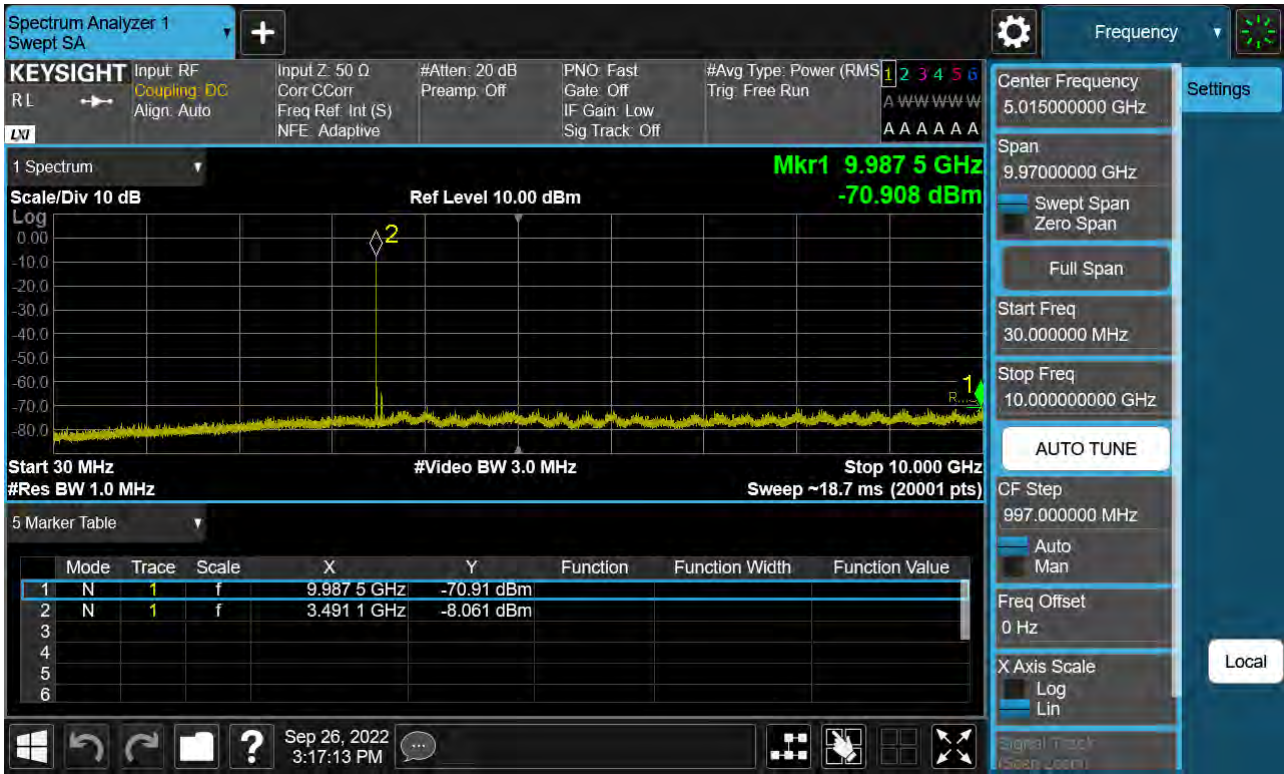 Spectrum Analyzer 1
Swept SA
+
Frequency
KEYSIGHT
RL
LXI
Input: RF
Coupling: DC
Align: Auto
Input Z: 50 Ω
Corr CCorr
Freq Ref: Int (S)
NFE: Adaptive
#Atten: 20 dB
Preamp: Off
PNO: Fast
Gate: Off
IF Gain: Low
Sig Track: Off
#Avg Type: Power (RMS
Trig: Free Run
1 2 3 4 5 6
A W W W W W
A A A A A A
1 Spectrum
Scale/Div 10 dB
Ref Level 10.00 dBm
Mkr1 9.987 5 GHz
-70.908 dBm
Log
0.00
-10.0
-20.0
-30.0
-40.0
-50.0
-60.0
-70.0
-80.0
2
1
Start 30 MHz
#Video BW 3.0 MHz
Stop 10.000 GHz
#Res BW 1.0 MHz
Sweep ~18.7 ms (20001 pts)
5 Marker Table
Mode Trace Scale X Y Function Function Width Function Value
1 N 1 f 9.987 5 GHz -70.91 dBm
2 N 1 f 3.491 1 GHz -8.061 dBm
3
4
5
6
?
Sep 26, 2022
3:17:13 PM
Center Frequency
5.015000000 GHz
Settings
Span
9.97000000 GHz
Swept Span
Zero Span
Full Span
Start Freq
30.000000 MHz
Stop Freq
10.000000000 GHz
AUTO TUNE
CF Step
997.000000 MHz
Auto
Man
Freq Offset
0 Hz
X Axis Scale
Log
Lin
Local
Signal Track
(Span Zoom)